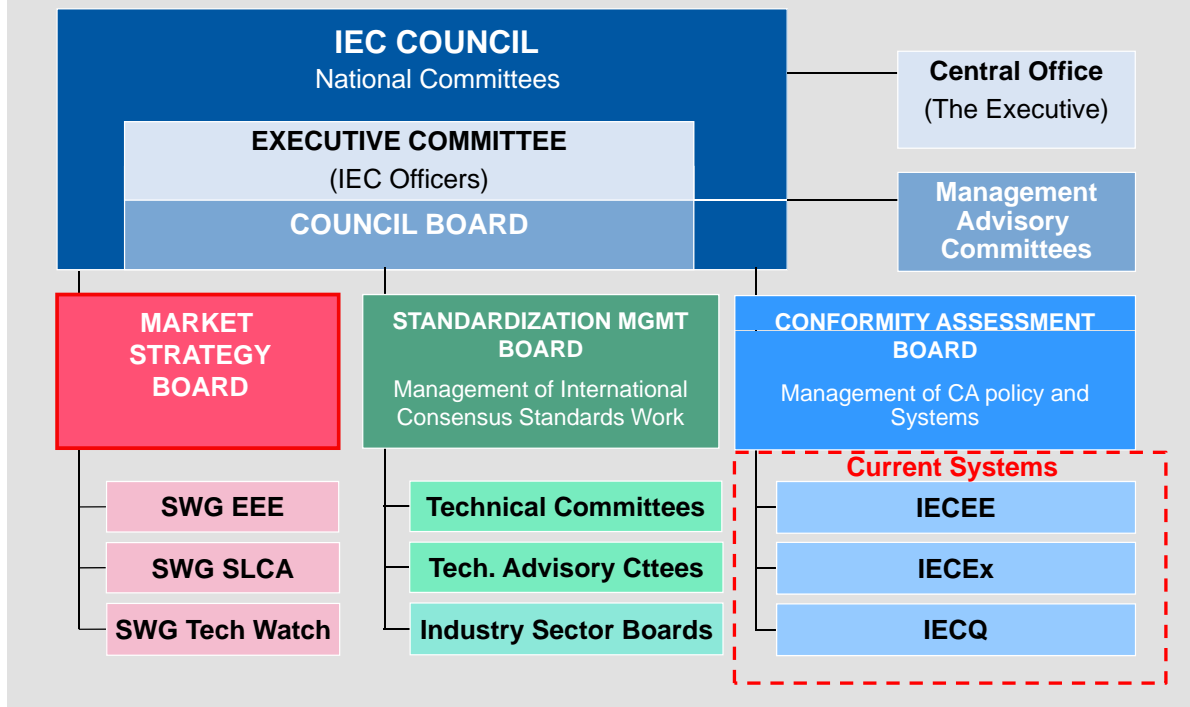 IEC COUNCIL
National Committees
Central Office
(The Executive)
EXECUTIVE COMMITTEE
(IEC Officers)
COUNCIL BOARD
Management
Advisory
Committees
MARKET
STRATEGY
BOARD
STANDARDIZATION MGMT
BOARD
Management of International
Consensus Standards Work
CONFORMITY ASSESSMENT
BOARD
Management of CA policy and
Systems
Current Systems
SWG EEE
SWG SLCA
SWG Tech Watch
Technical Committees
Tech. Advisory Cttees
Industry Sector Boards
IECEE
IECEx
IECQ